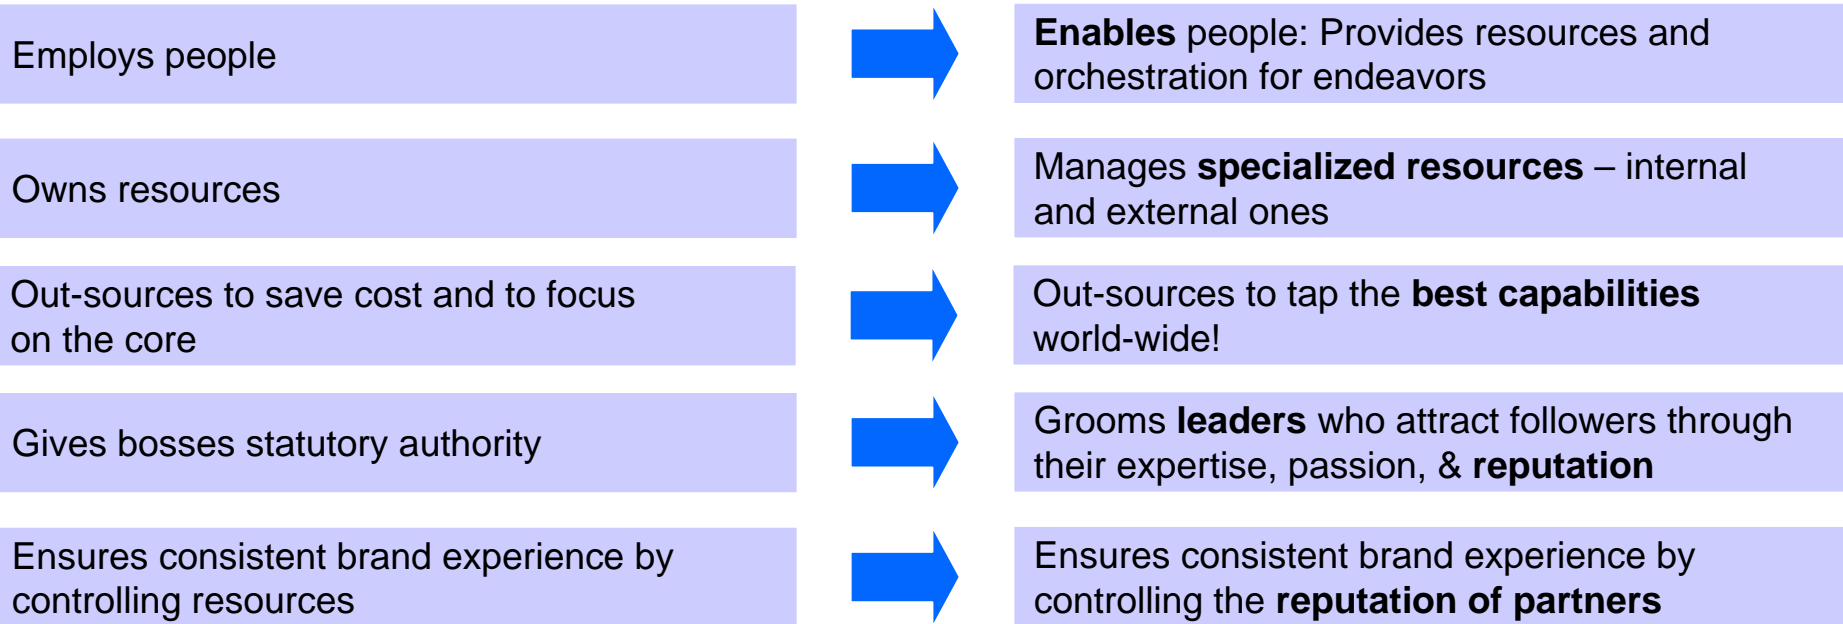 Employs people
Enables people: Provides resources and
orchestration for endeavors
Owns resources
Manages specialized resources – internal
and external ones
Out-sources to save cost and to focus
on the core
Out-sources to tap the best capabilities
world-wide!
Gives bosses statutory authority
Grooms leaders who attract followers through
their expertise, passion, & reputation
Ensures consistent brand experience by
controlling resources
Ensures consistent brand experience by
controlling the reputation of partners